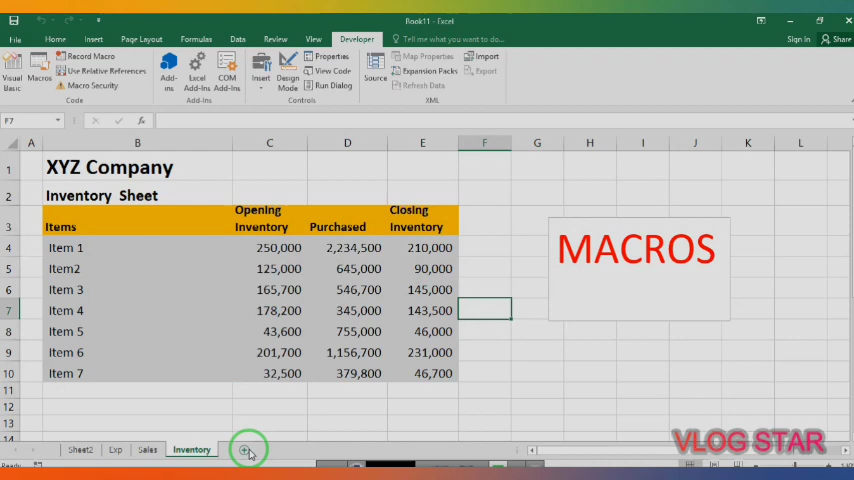 Book11 - Excel
File Home Insert Page Layout Formulas Data Review View Developer Tell me what you want to do... Sign In Share
Visual Basic
Macros
Record Macro
Use Relative References
Macro Security
Code
Add-ins
Excel Add-Ins
COM Add-Ins
Add-Ins
Insert
Design Mode
Properties
View Code
Run Dialog
Controls
Source
Map Properties
Expansion Packs
Refresh Data
Import
Export
XML
F7 fx
A B C D E F G H I J K L
1 XYZ Company
2 Inventory Sheet
3 Items Opening Inventory Purchased Closing Inventory
4 Item 1 250,000 2,234,500 210,000
5 Item2 125,000 645,000 90,000
6 Item 3 165,700 546,700 145,000
7 Item 4 178,200 345,000 143,500
8 Item 5 43,600 755,000 46,000
9 Item 6 201,700 1,156,700 231,000
10 Item 7 32,500 379,800 46,700
11
12
13
14
MACROS
VLOG STAR
Sheet2 Exp Sales Inventory
Ready